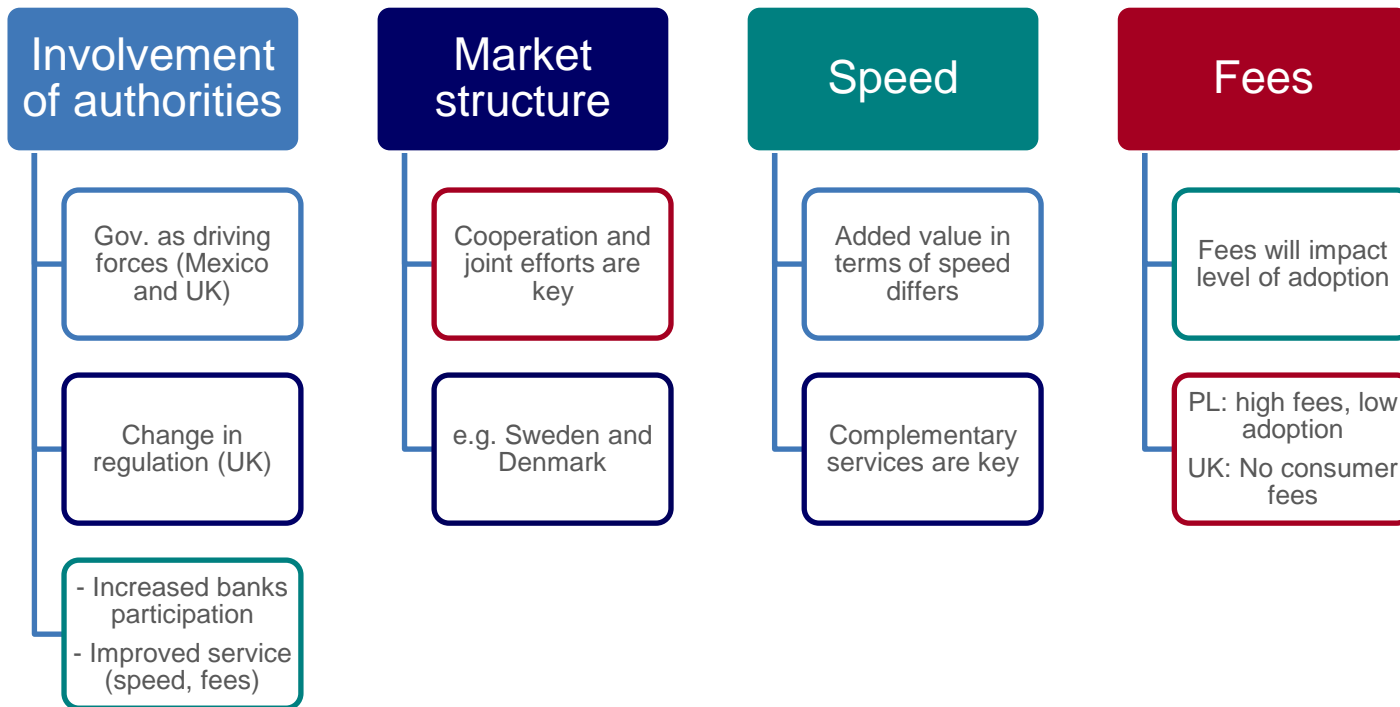 Involvement
of authorities
Gov. as driving
forces (Mexico
and UK)
Change in
regulation (UK)
- Increased banks
participation
- Improved service
(speed, fees)
Market
structure
Cooperation and
joint efforts are
key
e.g. Sweden and
Denmark
Speed
Added value in
terms of speed
differs
Complementary
services are key
Fees
Fees will impact
level of adoption
PL: high fees, low
adoption
UK: No consumer
fees